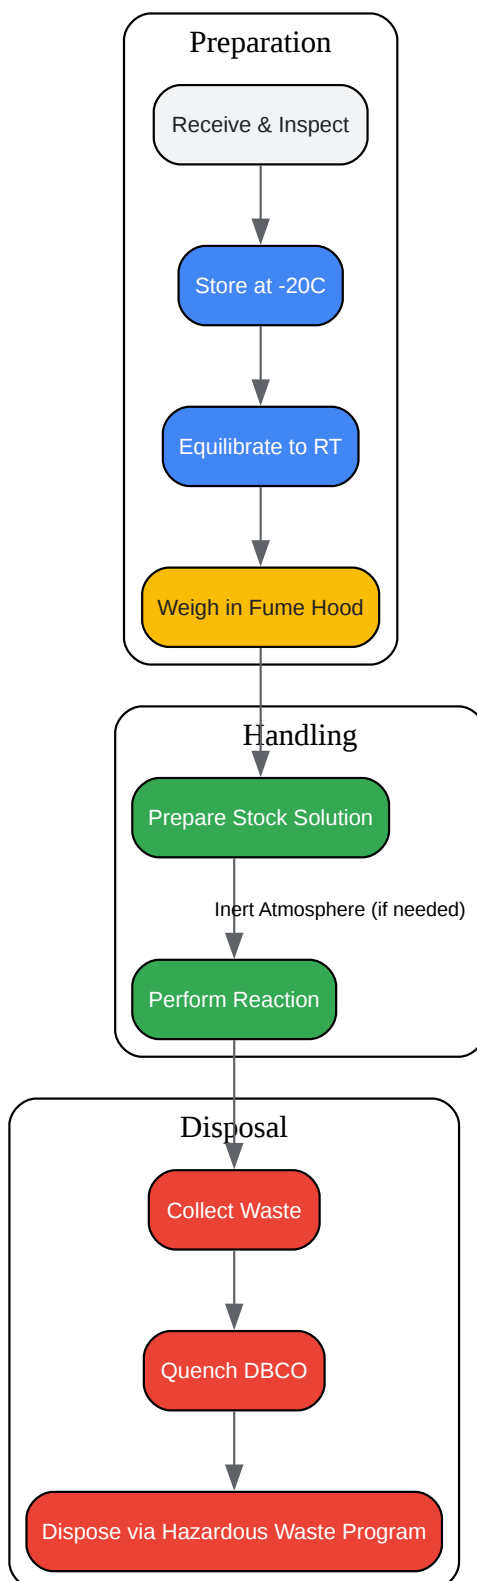 Preparation
Receive & Inspect
Store at -20C
Equilibrate to RT
Weigh in Fume Hood
Handling
Prepare Stock Solution
Inert Atmosphere (if needed)
Perform Reaction
Disposal
Collect Waste
Quench DBCO
Dispose via Hazardous Waste Program